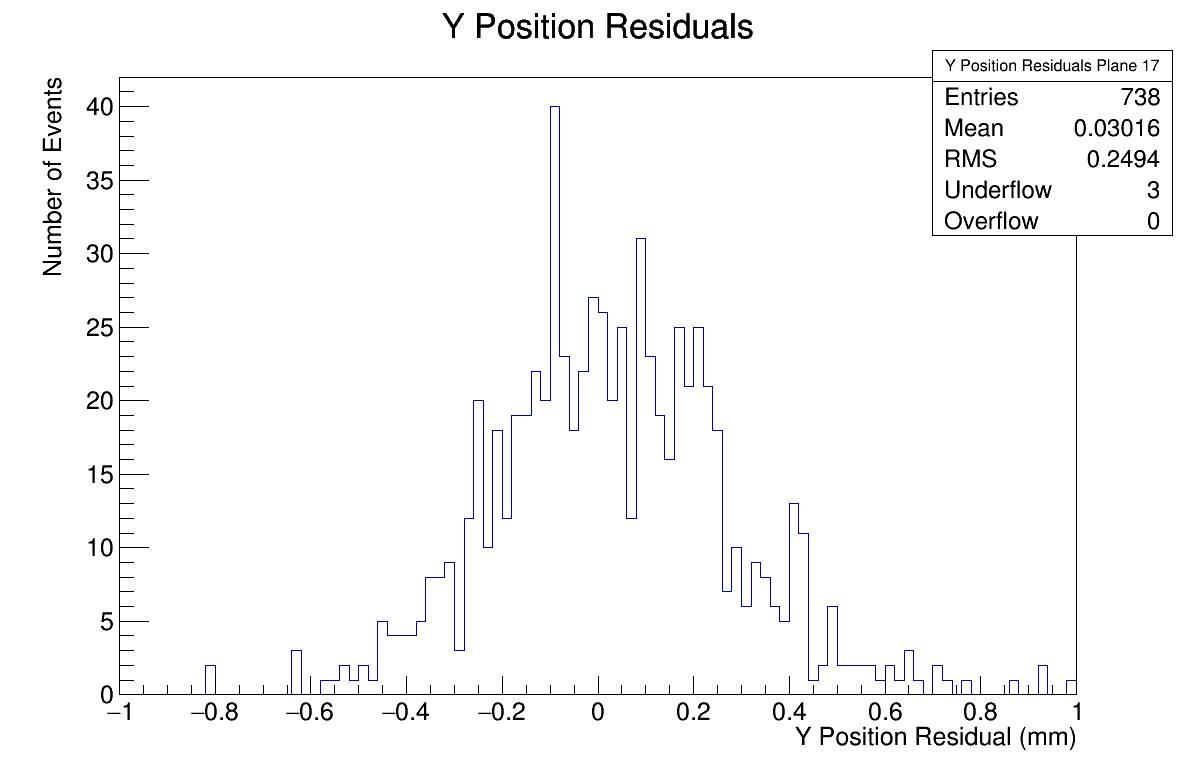 Y Position Residuals
Y Position Residuals Plane 17
Entries 738
Mean 0.03016
RMS 0.2494
Underflow 3
Overflow 0
Number of Events
40
35
30
25
20
15
10
5
0
−1 −0.8 −0.6 −0.4 −0.2 0 0.2 0.4 0.6 0.8 1
Y Position Residual (mm)